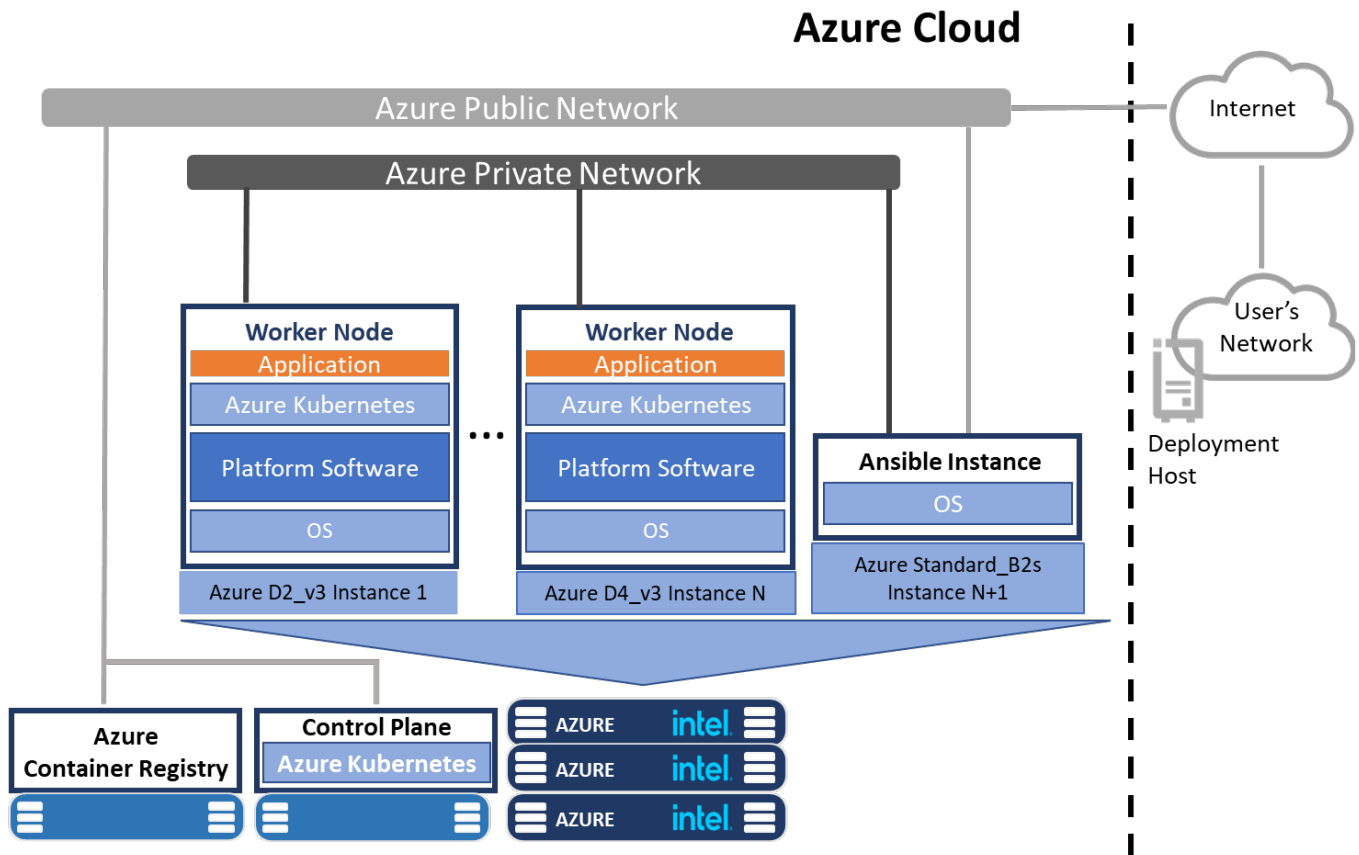 Azure Cloud
Azure Public Network
Internet
Azure Private Network
User's
Network
Deployment
Host
Worker Node
Application
Azure Kubernetes
Platform Software
OS
Azure D2_v3 Instance 1
...
Worker Node
Application
Azure Kubernetes
Platform Software
OS
Azure D4_v3 Instance N
Ansible Instance
OS
Azure Standard_B2s
Instance N+1
Azure
Container Registry
Control Plane
Azure Kubernetes
AZURE intel.
AZURE intel.
AZURE intel.